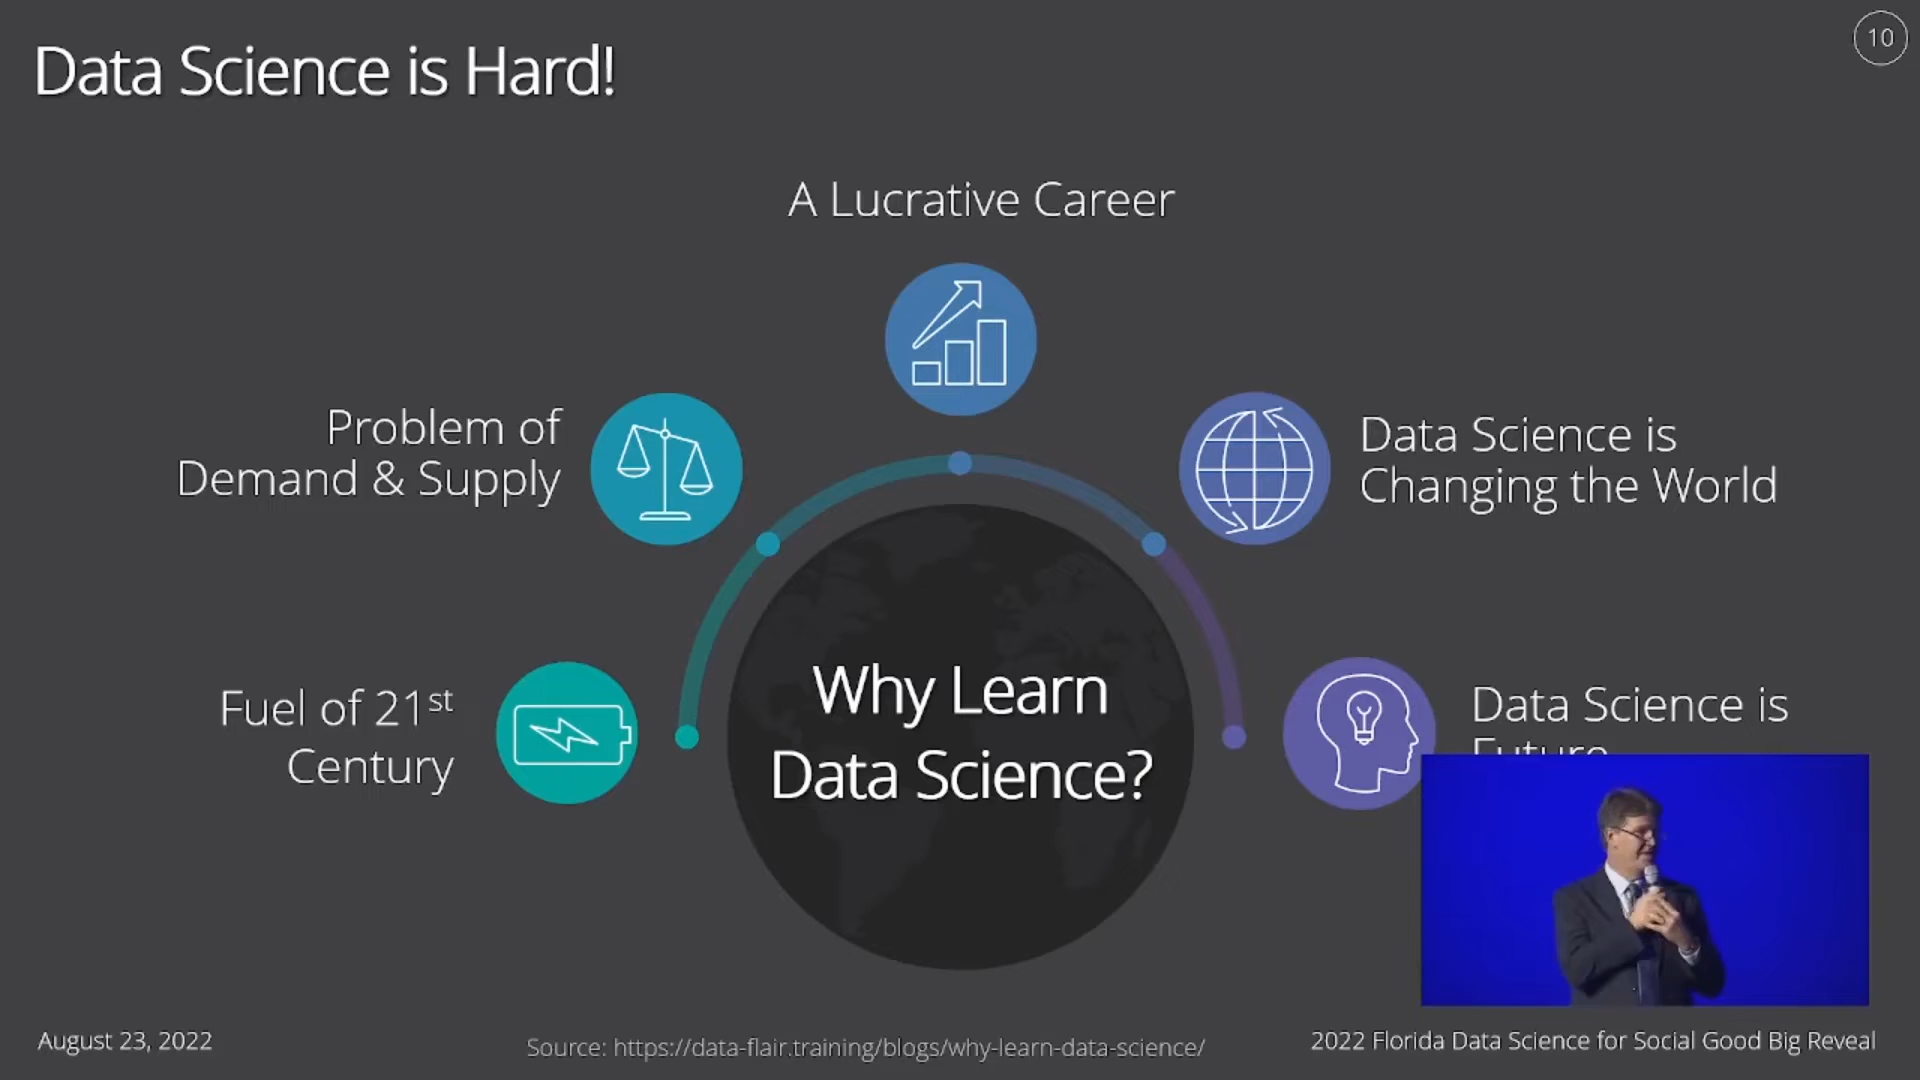 10
Data Science is Hard!
A Lucrative Career
Problem of
Demand & Supply
Data Science is
Changing the World
Fuel of 21st
Century
Why Learn
Data Science?
Data Science is
Future
August 23, 2022
Source: https://data-flair.training/blogs/why-learn-data-science/
2022 Florida Data Science for Social Good Big Reveal